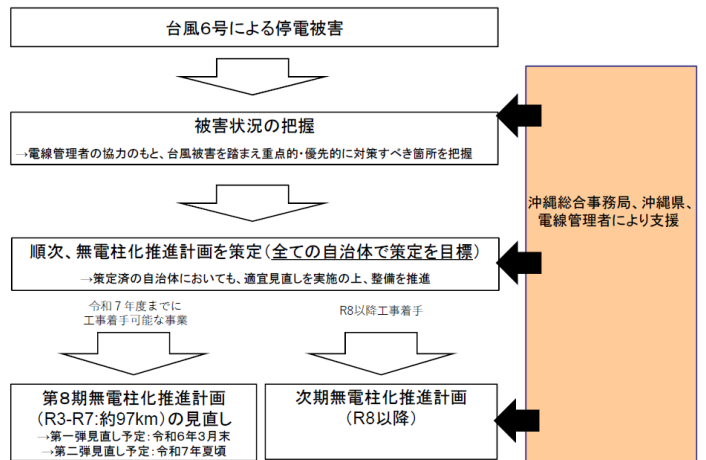 台風６号による停電被害
被害状況の把握
→電線管理者の協力のもと、台風被害を踏まえ重点的・優先的に対策すべき箇所を把握
沖縄総合事務局、沖縄県、
電線管理者により支援
順次、無電柱化推進計画を策定（全ての自治体で策定を目標）
→策定済の自治体においても、適宜見直しを実施の上、整備を推進
令和７年度までに
工事着手可能な事業
R8以降工事着手
第８期無電柱化推進計画
（R3-R7：約97km）の見直し
→第一弾見直し予定：令和６年３月末
→第二弾見直し予定：令和７年夏頃
次期無電柱化推進計画
（R8以降）